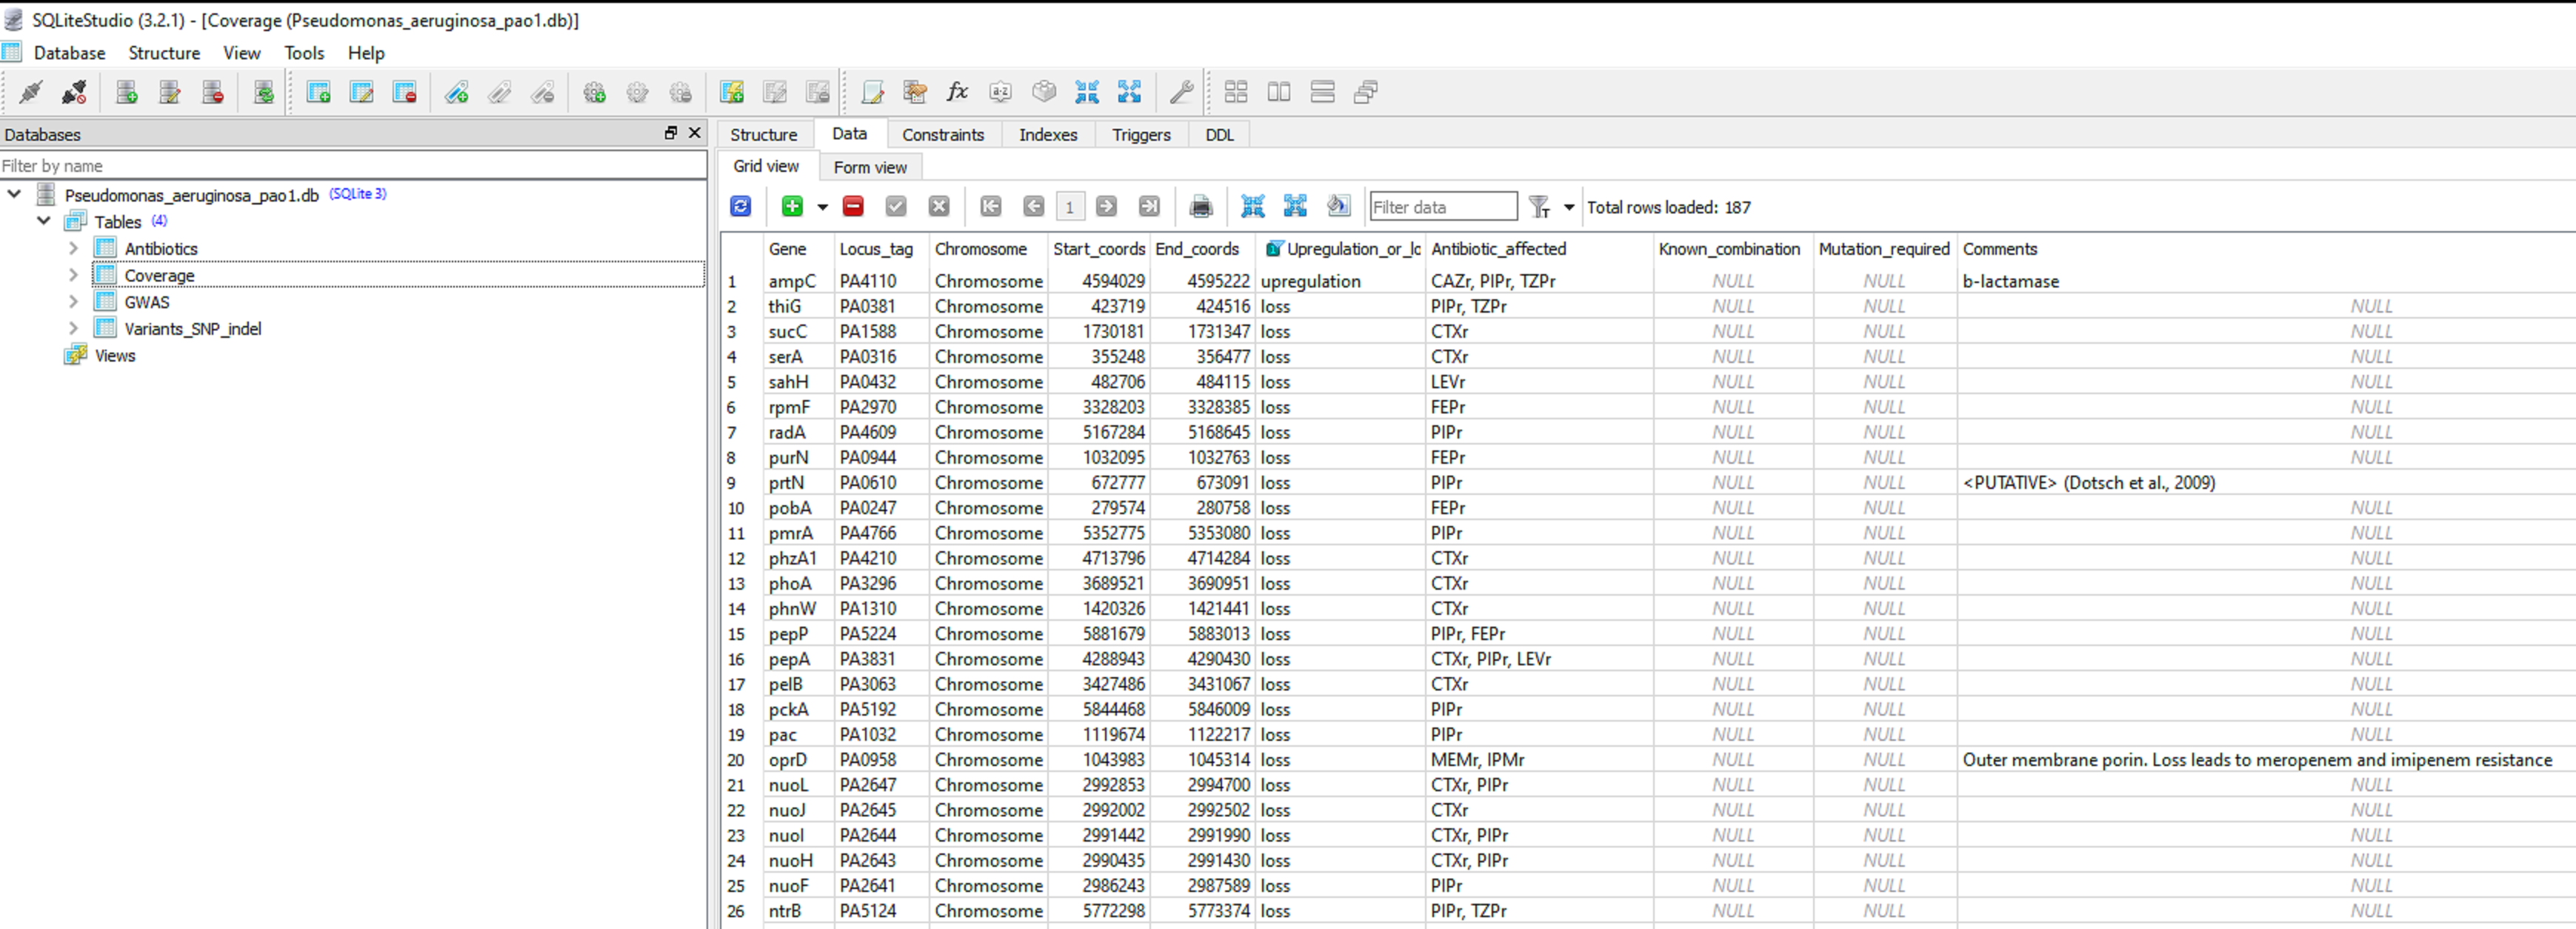 SQLiteStudio (3.2.1) - [Coverage (Pseudomonas_aeruginosa_pao1.db)]
Database Structure View Tools Help
Databases
Filter by name
Pseudomonas_aeruginosa_pao1.db (SQLite 3)
Tables (4)
Antibiotics
Coverage
GWAS
Variants_SNP_indel
Views
Structure Data Constraints Indexes Triggers DDL
Grid view Form view
1 Filter data Total rows loaded: 187
Gene Locus_tag Chromosome Start_coords End_coords Upregulation_or_lo Antibiotic_affected Known_combination Mutation_required Comments
1 ampC PA4110 Chromosome 4594029 4595222 upregulation CAZr, PIPr, TZPr NULL NULL b-lactamase
2 thiG PA0381 Chromosome 423719 424516 loss PIPr, TZPr NULL NULL NULL
3 sucC PA1588 Chromosome 1730181 1731347 loss CTXr NULL NULL NULL
4 serA PA0316 Chromosome 355248 356477 loss CTXr NULL NULL NULL
5 sahH PA0432 Chromosome 482706 484115 loss LEVr NULL NULL NULL
6 rpmF PA2970 Chromosome 3328203 3328385 loss FEPr NULL NULL NULL
7 radA PA4609 Chromosome 5167284 5168645 loss PIPr NULL NULL NULL
8 purN PA0944 Chromosome 1032095 1032763 loss FEPr NULL NULL NULL
9 prtN PA0610 Chromosome 672777 673091 loss PIPr NULL NULL <PUTATIVE> (Dotsch et al., 2009)
10 pobA PA0247 Chromosome 279574 280758 loss FEPr NULL NULL NULL
11 pmrA PA4766 Chromosome 5352775 5353080 loss PIPr NULL NULL NULL
12 phzA1 PA4210 Chromosome 4713796 4714284 loss CTXr NULL NULL NULL
13 phoA PA3296 Chromosome 3689521 3690951 loss CTXr NULL NULL NULL
14 phnW PA1310 Chromosome 1420326 1421441 loss CTXr NULL NULL NULL
15 pepP PA5224 Chromosome 5881679 5883013 loss PIPr, FEPr NULL NULL NULL
16 pepA PA3831 Chromosome 4288943 4290430 loss CTXr, PIPr, LEVr NULL NULL NULL
17 pelB PA3063 Chromosome 3427486 3431067 loss CTXr NULL NULL NULL
18 pckA PA5192 Chromosome 5844468 5846009 loss PIPr NULL NULL NULL
19 pac PA1032 Chromosome 1119674 1122217 loss PIPr NULL NULL NULL
20 oprD PA0958 Chromosome 1043983 1045314 loss MEMr, IPMr NULL NULL Outer membrane porin. Loss leads to meropenem and imipenem resistance
21 nuoL PA2647 Chromosome 2992853 2994700 loss CTXr, PIPr NULL NULL NULL
22 nuoJ PA2645 Chromosome 2992002 2992502 loss CTXr NULL NULL NULL
23 nuoI PA2644 Chromosome 2991442 2991990 loss CTXr, PIPr NULL NULL NULL
24 nuoH PA2643 Chromosome 2990435 2991430 loss CTXr, PIPr NULL NULL NULL
25 nuoF PA2641 Chromosome 2986243 2987589 loss PIPr NULL NULL NULL
26 ntrB PA5124 Chromosome 5772298 5773374 loss PIPr, TZPr NULL NULL NULL